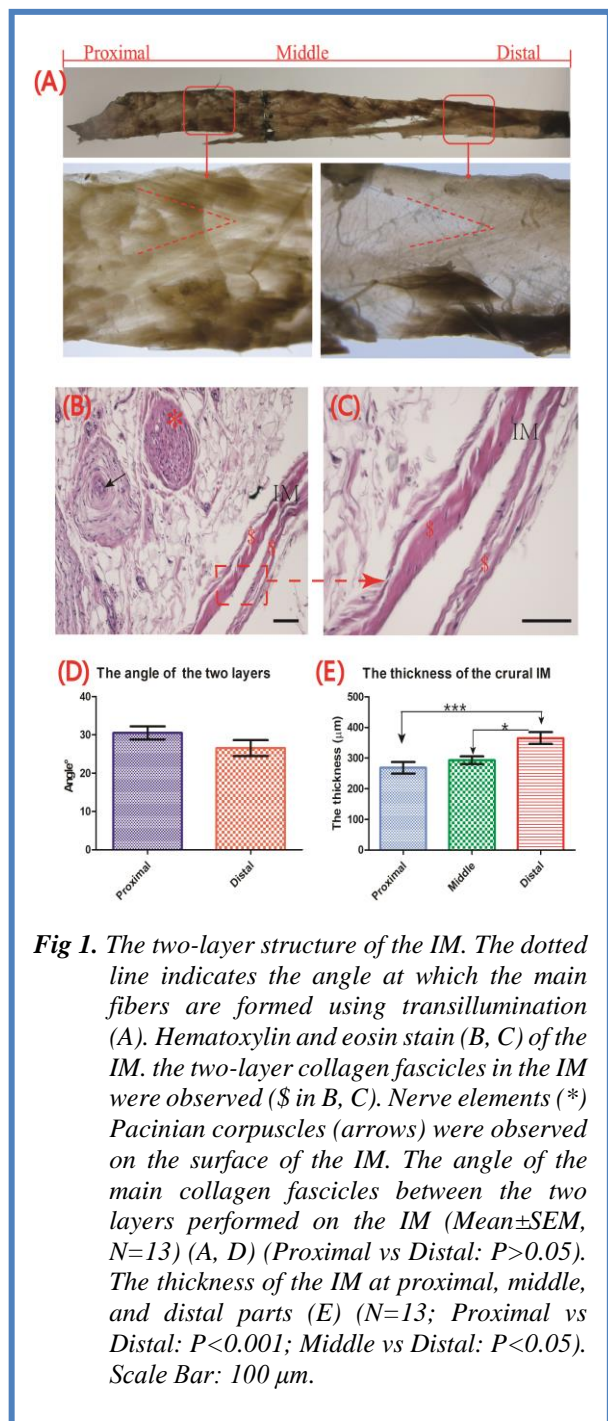 Proximal Middle Distal
(A)
(B)
*
IM
$ $
(C)
IM
$
$
(D) The angle of the two layers
Angle°
40
30
20
10
0
Proximal
Distal
(E) The thickness of the crural IM
The thickness (μm)
500
400
300
200
100
0
***
*
Proximal
Middle
Distal
Fig 1. The two-layer structure of the IM. The dotted
line indicates the angle at which the main
fibers are formed using transillumination
(A). Hematoxylin and eosin stain (B, C) of the
IM. the two-layer collagen fascicles in the IM
were observed ($ in B, C). Nerve elements (*)
Pacinian corpuscles (arrows) were observed
on the surface of the IM. The angle of the
main collagen fascicles between the two
layers performed on the IM (Mean±SEM,
N=13) (A, D) (Proximal vs Distal: P>0.05).
The thickness of the IM at proximal, middle,
and distal parts (E) (N=13; Proximal vs
Distal: P<0.001; Middle vs Distal: P<0.05).
Scale Bar: 100 μm.